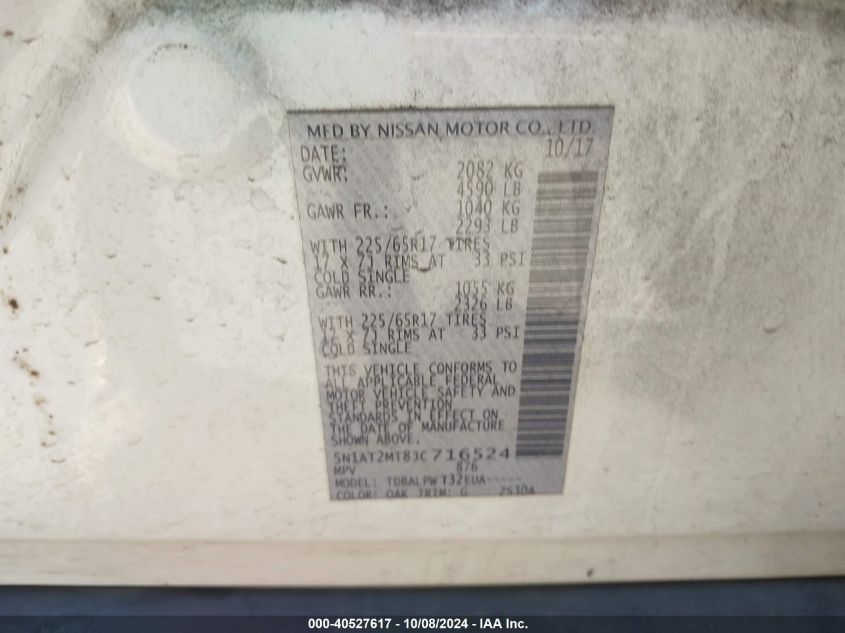 MFD BY NISSAN MOTOR CO., LTD.
DATE: 10/17
GVWR: 2082 KG
4590 LB
GAWR FR.: 1040 KG
2293 LB
WITH 225/65R17 TIRES
17 X 7J RIMS AT 33 PSI
COLD SINGLE
GAWR RR.: 1055 KG
2326 LB
WITH 225/65R17 TIRES
17 X 7J RIMS AT 33 PSI
COLD SINGLE
THIS VEHICLE CONFORMS TO
ALL APPLICABLE FEDERAL
MOTOR VEHICLE SAFETY AND
THEFT PREVENTION
STANDARDS IN EFFECT ON
THE DATE OF MANUFACTURE
SHOWN ABOVE.
5N1AT2MT8JC716524
MPV 876
MODEL: TDBALPW T32EUA-----
COLOR: QAK TRIM: G 2S30A
000-40527617 - 10/08/2024 - IAA Inc.